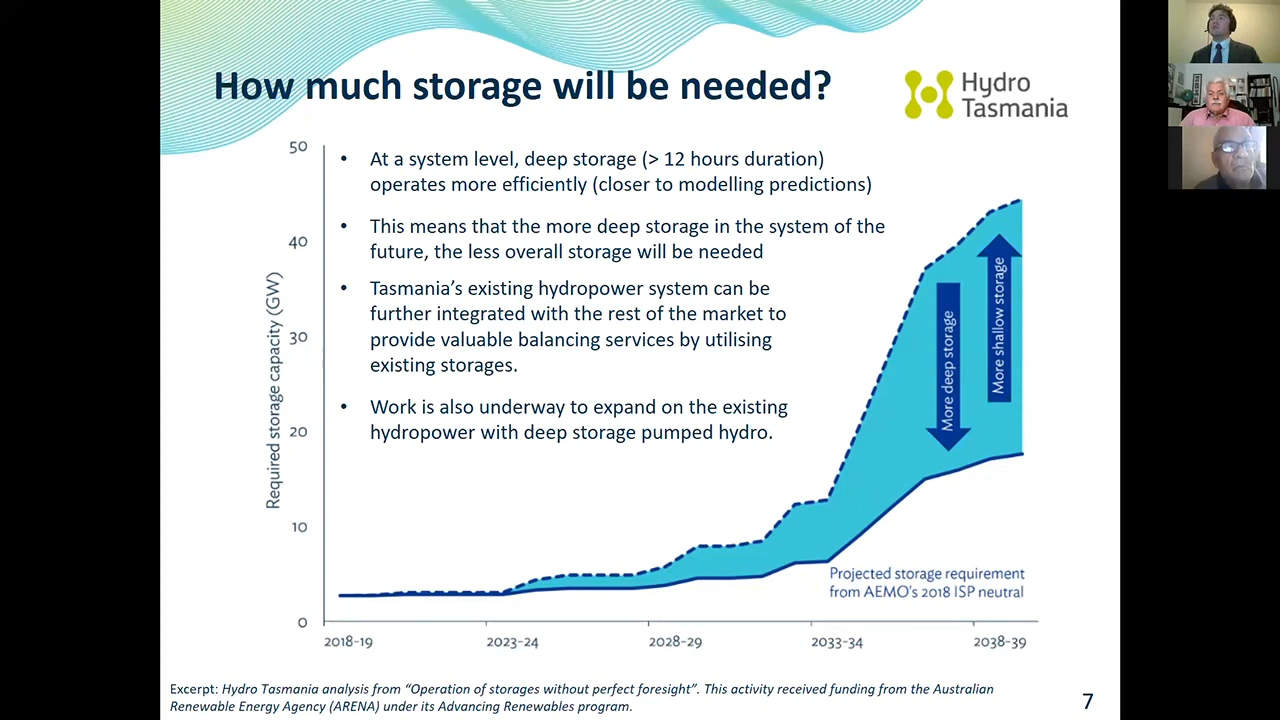 How much storage will be needed?
Hydro
Tasmania
• At a system level, deep storage (> 12 hours duration)
operates more efficiently (closer to modelling predictions)
• This means that the more deep storage in the system of the
future, the less overall storage will be needed
• Tasmania's existing hydropower system can be
further integrated with the rest of the market to
provide valuable balancing services by utilising
existing storages.
• Work is also underway to expand on the existing
hydropower with deep storage pumped hydro.
Required storage capacity (GW)
50
40
30
20
10
0
More deep storage
More shallow storage
Projected storage requirement
from AEMO's 2018 ISP neutral
2018-19
2023-24
2028-29
2033-34
2038-39
Excerpt: Hydro Tasmania analysis from “Operation of storages without perfect foresight”. This activity received funding from the Australian
Renewable Energy Agency (ARENA) under its Advancing Renewables program.
7